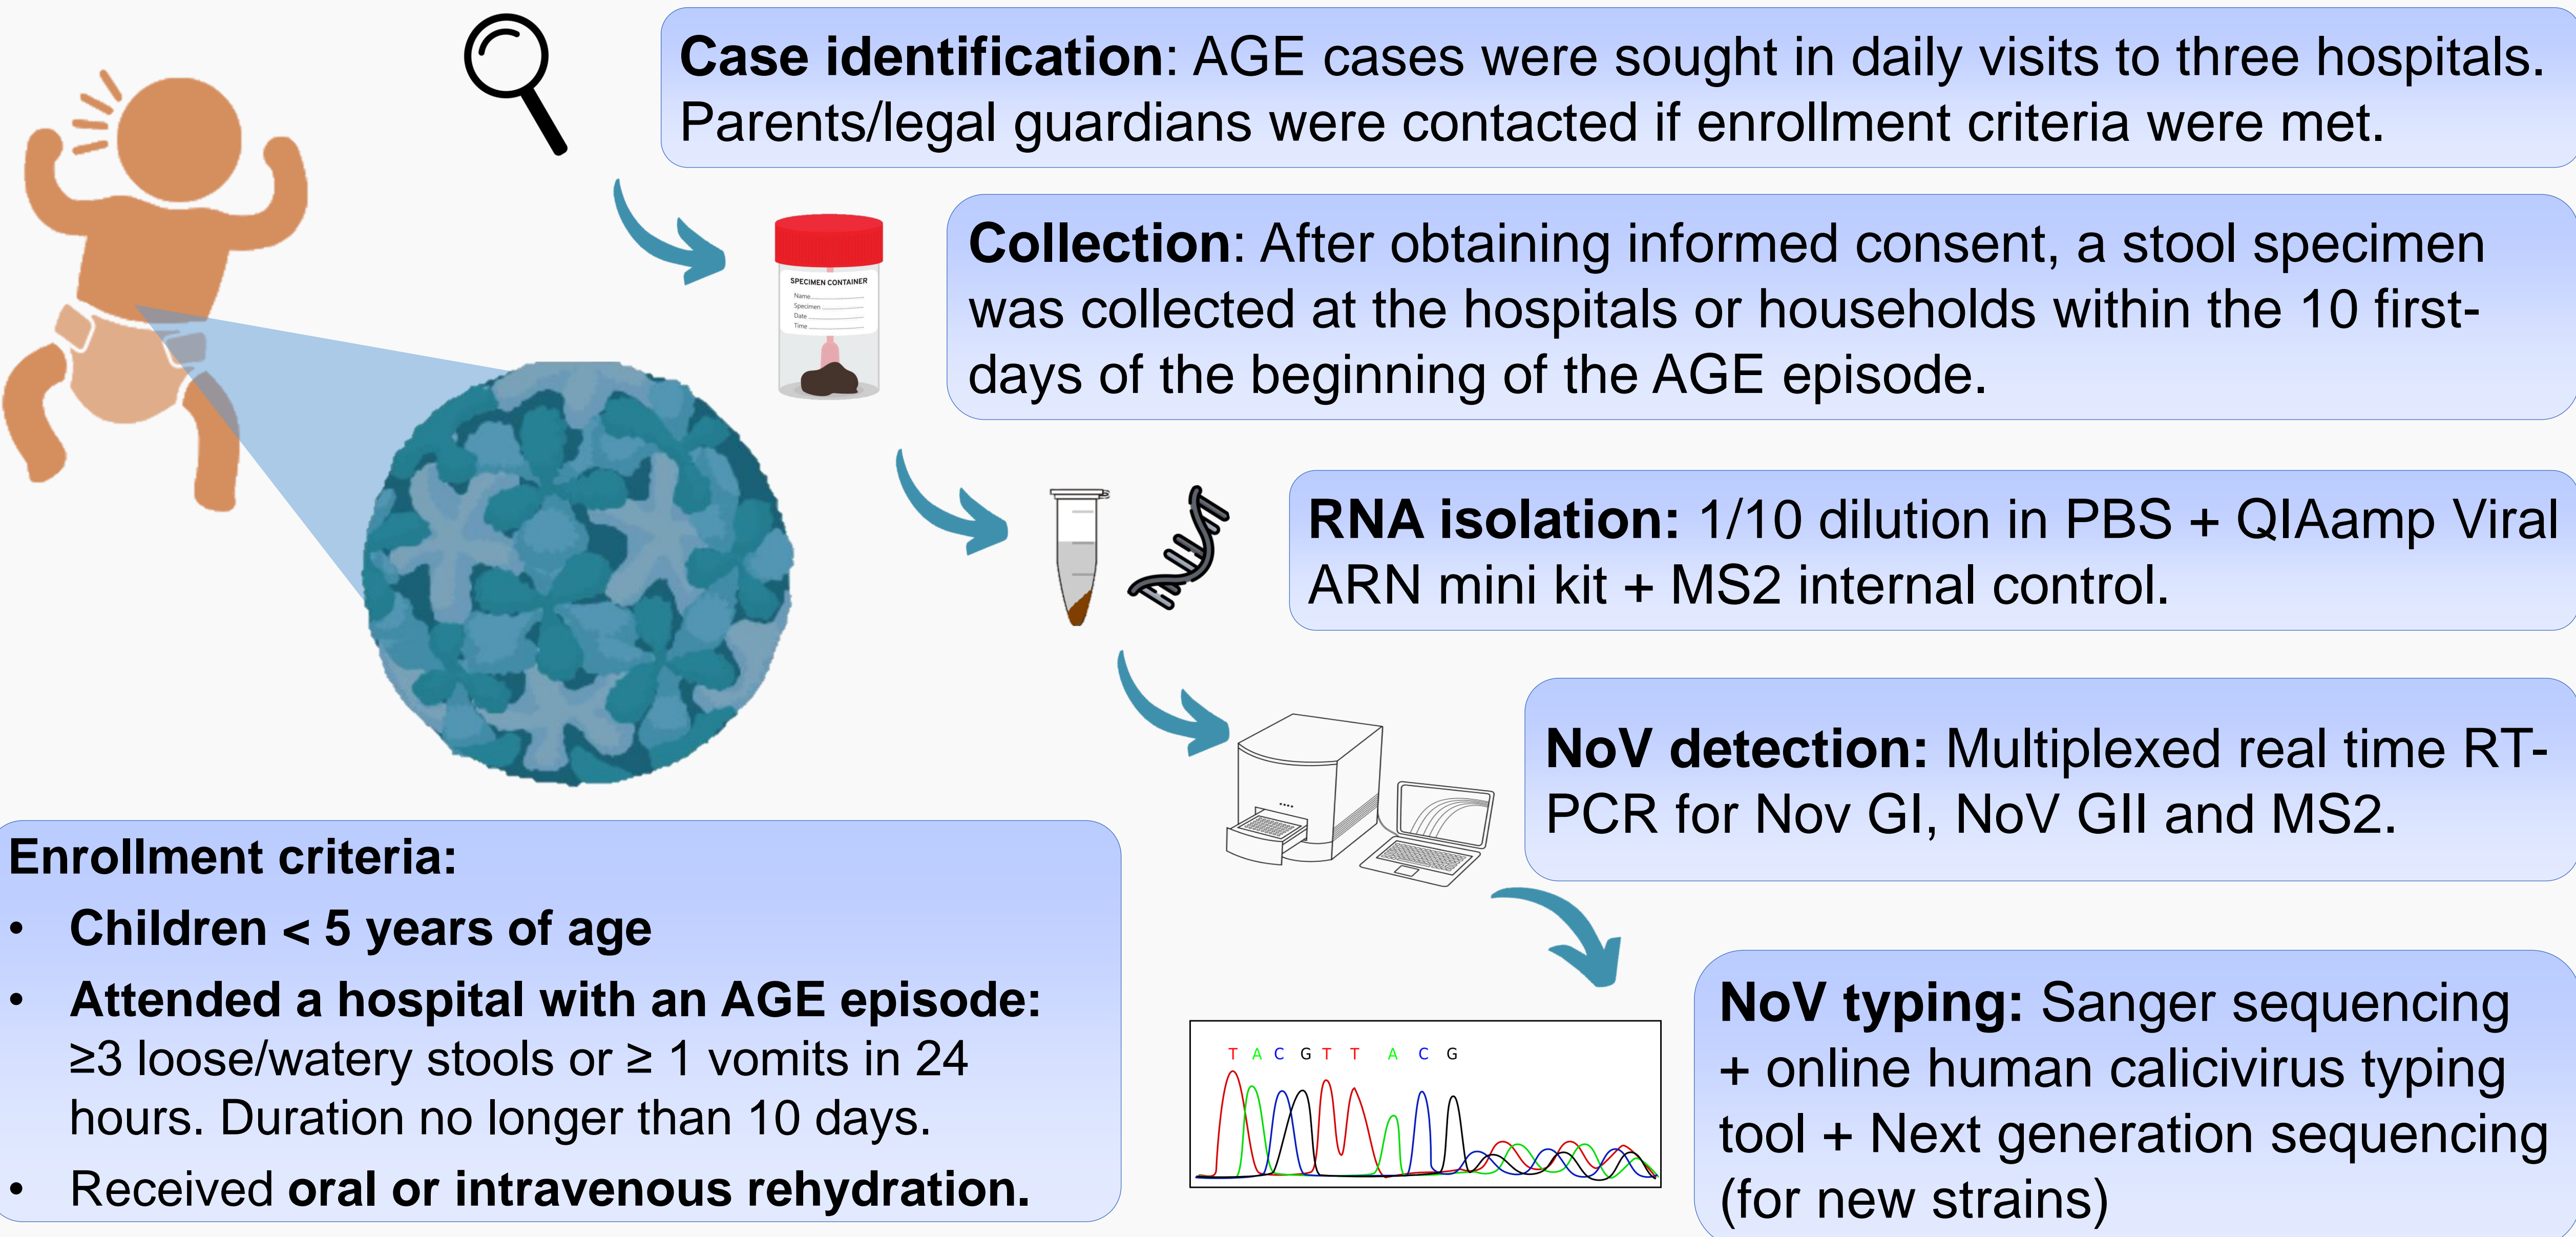 Case identification: AGE cases were sought in daily visits to three hospitals.
Parents/legal guardians were contacted if enrollment criteria were met.
SPECIMEN CONTAINER
Name
Specimen
Date
Time
Collection: After obtaining informed consent, a stool specimen
was collected at the hospitals or households within the 10 first-
days of the beginning of the AGE episode.
RNA isolation: 1/10 dilution in PBS + QIAamp Viral
ARN mini kit + MS2 internal control.
NoV detection: Multiplexed real time RT-
PCR for Nov GI, NoV GII and MS2.
Enrollment criteria:
• Children < 5 years of age
• Attended a hospital with an AGE episode:
≥3 loose/watery stools or ≥ 1 vomits in 24
hours. Duration no longer than 10 days.
• Received oral or intravenous rehydration.
T A C G T T A C G
NoV typing: Sanger sequencing
+ online human calicivirus typing
tool + Next generation sequencing
(for new strains)